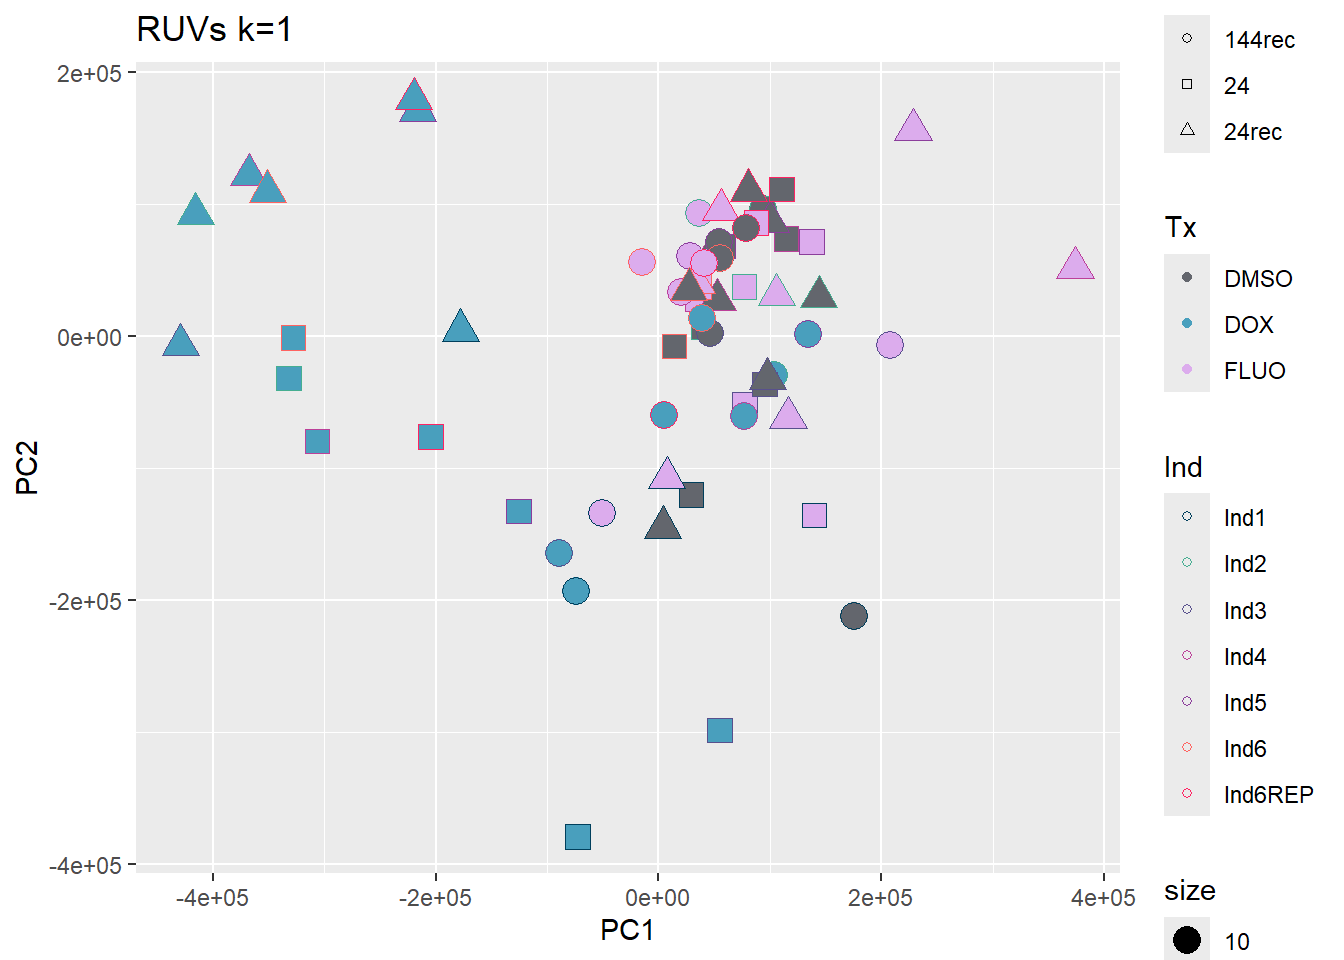 RUVs k=1
2e+05
0e+00
-2e+05
-4e+05
PC2
-4e+05
-2e+05
0e+00
2e+05
4e+05
PC1
144rec
24
24rec
Tx
DMSO
DOX
FLUO
Ind
Ind1
Ind2
Ind3
Ind4
Ind5
Ind6
Ind6REP
size
10